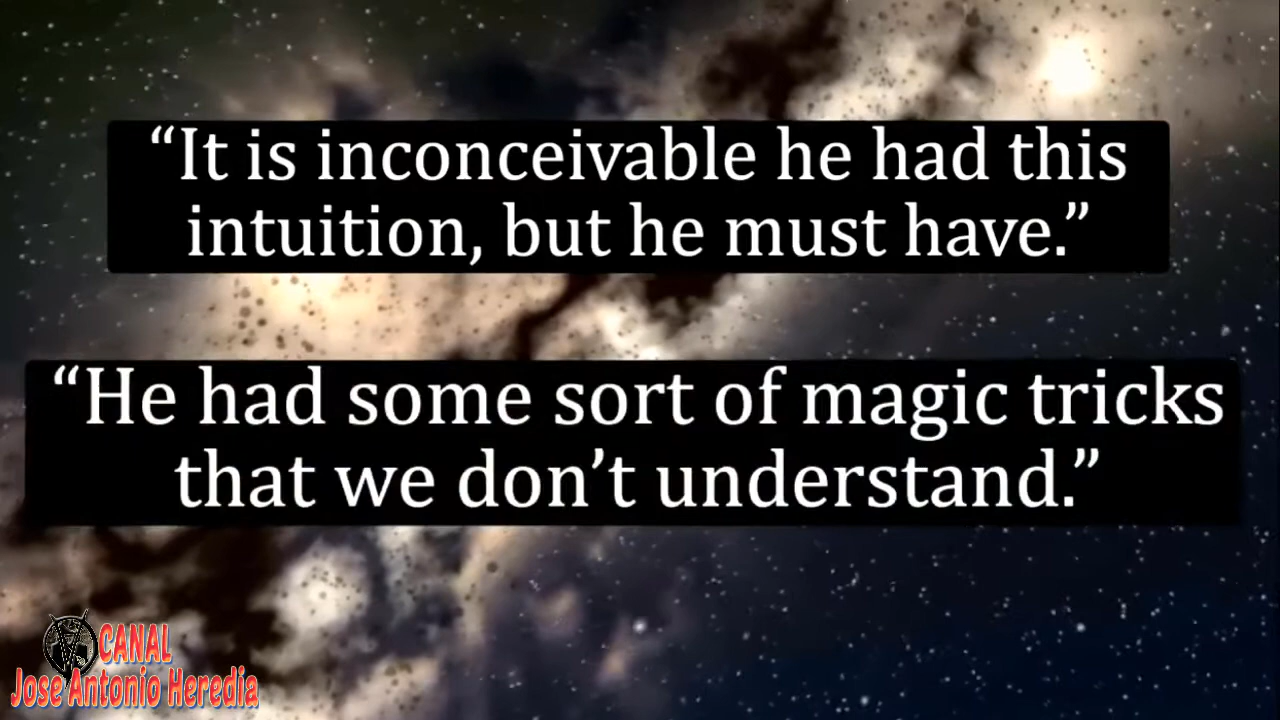 “It is inconceivable he had this
intuition, but he must have.”
“He had some sort of magic tricks
that we don’t understand.”
CANAL
Jose Antonio Heredia